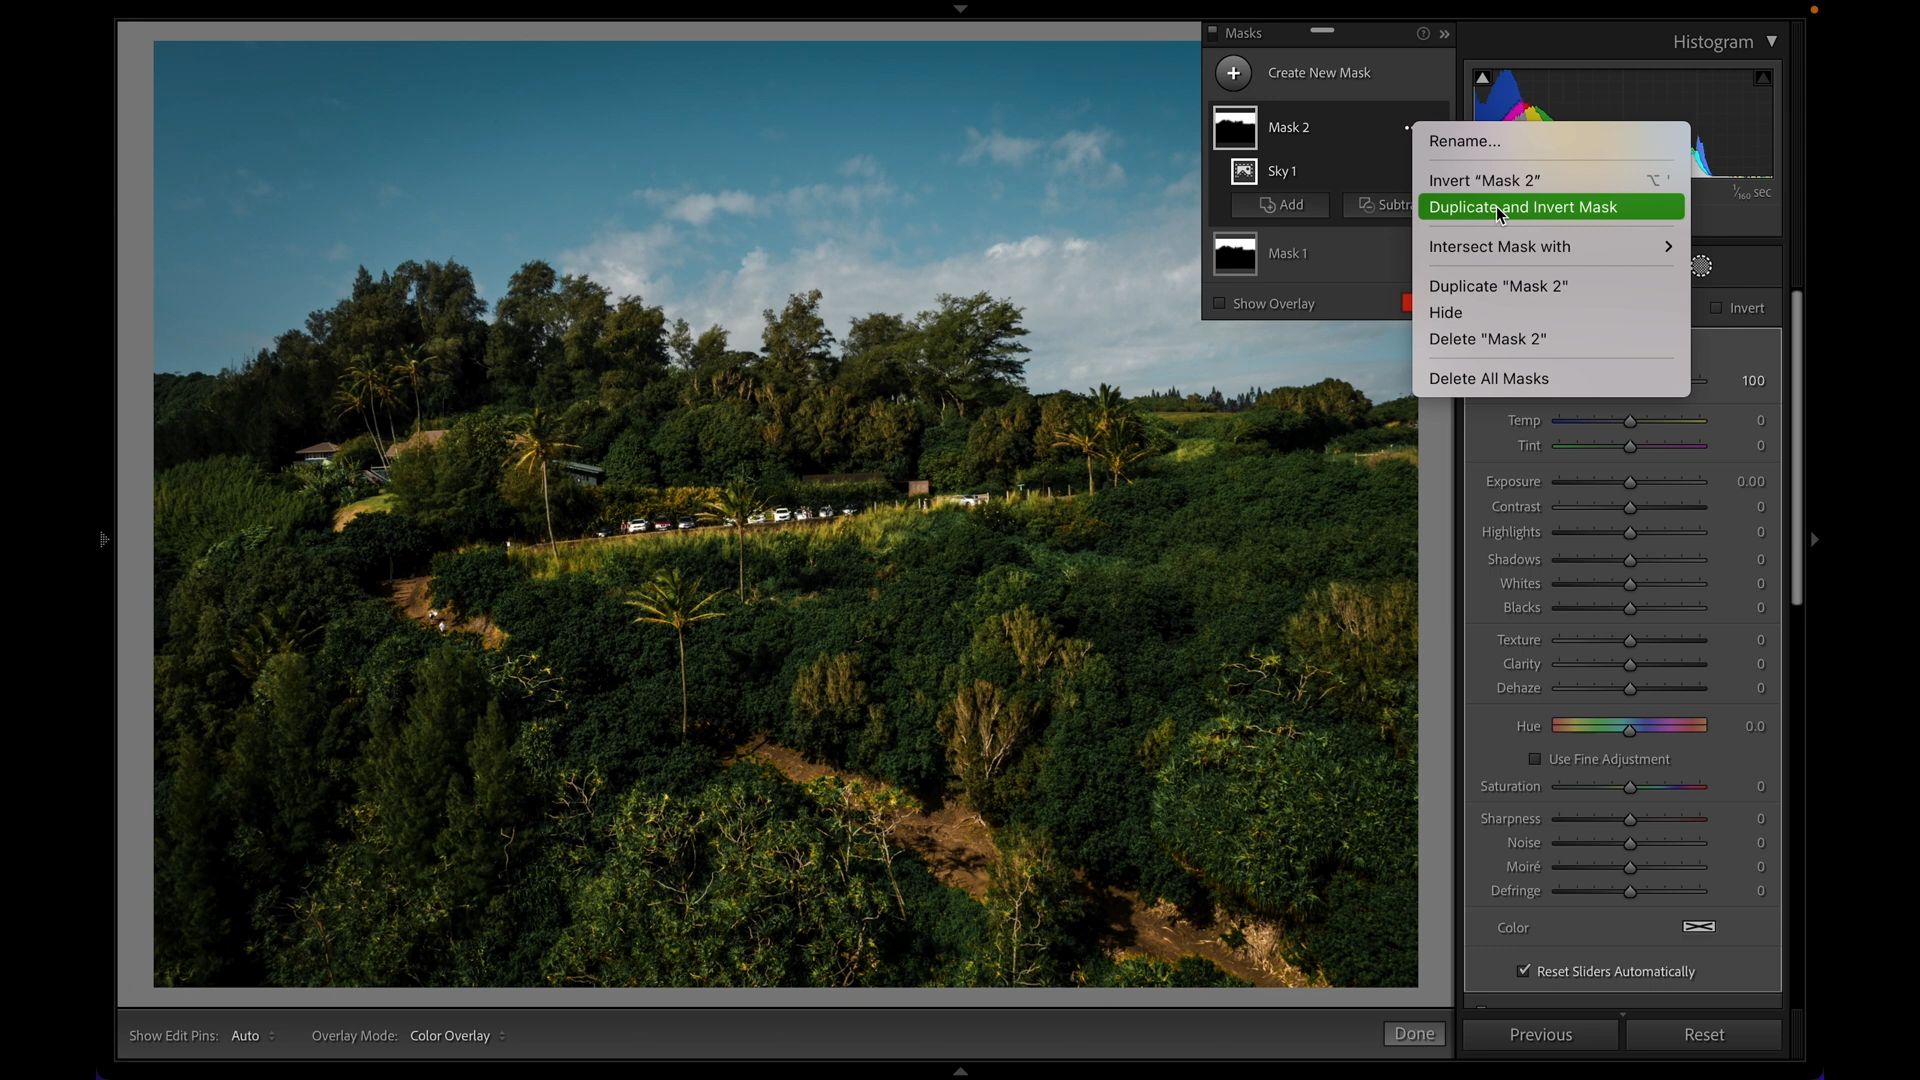 Masks
Create New Mask
Mask 2
Sky 1
Add
Subtra
Mask 1
Show Overlay
Histogram
1/160 sec
Rename...
Invert “Mask 2” ⌥ '
Duplicate and Invert Mask
Intersect Mask with
Duplicate "Mask 2"
Hide
Delete "Mask 2"
Delete All Masks
Invert
100
Temp 0
Tint 0
Exposure 0.00
Contrast 0
Highlights 0
Shadows 0
Whites 0
Blacks 0
Texture 0
Clarity 0
Dehaze 0
Hue 0.0
Use Fine Adjustment
Saturation 0
Sharpness 0
Noise 0
Moiré 0
Defringe 0
Color
Reset Sliders Automatically
Show Edit Pins: Auto
Overlay Mode: Color Overlay
Done
Previous
Reset